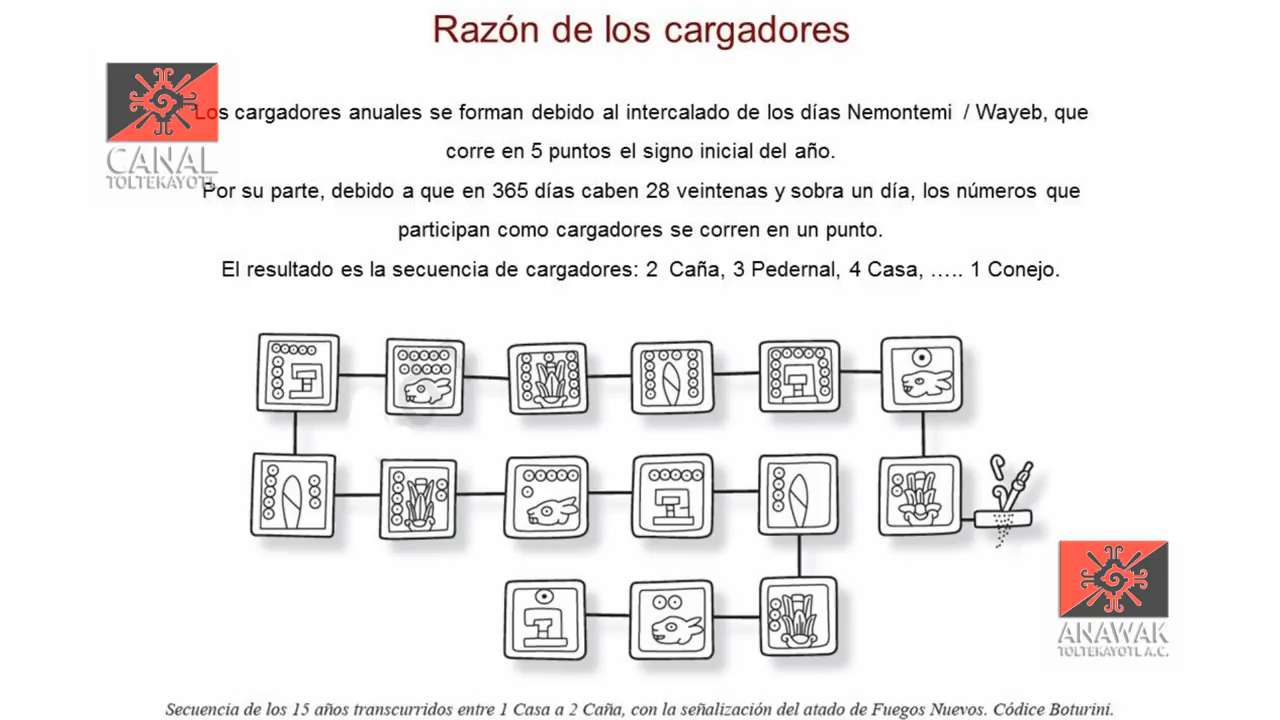 Razón de los cargadores
Los cargadores anuales se forman debido al intercalado de los días Nemontemi / Wayeb, que
corre en 5 puntos el signo inicial del año.
CANAL
TOLTEKAYOTL
Por su parte, debido a que en 365 días caben 28 veintenas y sobra un día, los números que
participan como cargadores se corren en un punto.
El resultado es la secuencia de cargadores: 2 Caña, 3 Pedernal, 4 Casa, ….. 1 Conejo.
ANAWAK
TOLTEKAYOTL A.C.
Secuencia de los 15 años transcurridos entre 1 Casa a 2 Caña, con la señalización del atado de Fuegos Nuevos. Códice Boturini.